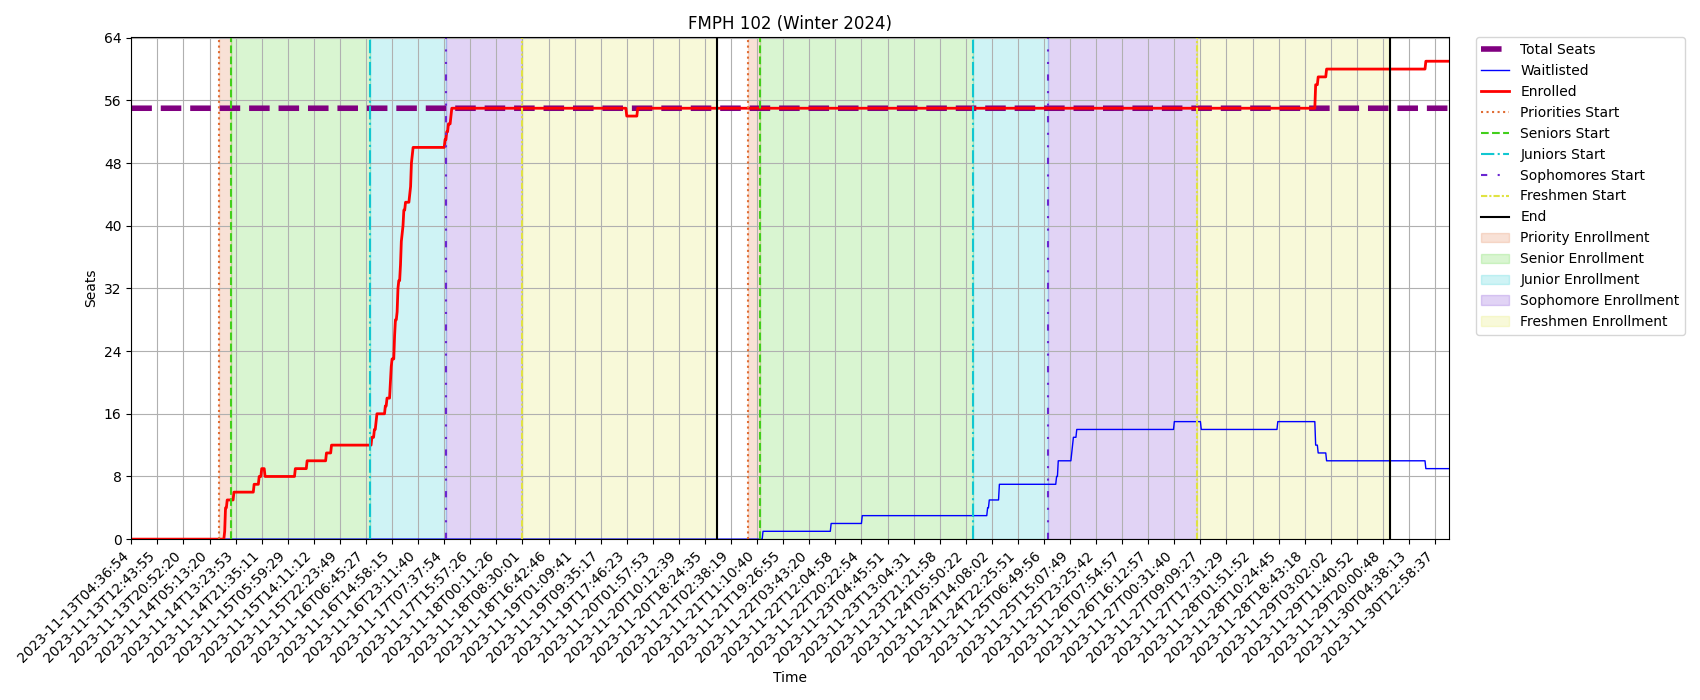 FMPH 102 (Winter 2024)
64
56
48
40
32
24
16
8
0
Seats
2023-11-13T04:36:54
2023-11-13T12:43:55
2023-11-13T20:52:20
2023-11-14T05:13:20
2023-11-14T13:23:53
2023-11-14T21:35:11
2023-11-15T05:59:29
2023-11-15T14:11:12
2023-11-15T22:23:49
2023-11-16T06:45:27
2023-11-16T14:58:15
2023-11-16T23:11:40
2023-11-17T07:37:54
2023-11-17T15:57:26
2023-11-18T00:11:26
2023-11-18T08:30:01
2023-11-18T16:42:46
2023-11-19T01:09:41
2023-11-19T09:35:17
2023-11-19T17:46:23
2023-11-20T01:57:53
2023-11-20T10:12:39
2023-11-20T18:24:35
2023-11-21T02:38:19
2023-11-21T11:10:40
2023-11-21T19:26:55
2023-11-22T03:43:20
2023-11-22T12:04:58
2023-11-22T20:22:54
2023-11-23T04:45:51
2023-11-23T13:04:31
2023-11-23T21:21:58
2023-11-24T05:50:22
2023-11-24T14:08:02
2023-11-24T22:25:51
2023-11-25T06:49:56
2023-11-25T15:07:49
2023-11-25T23:25:42
2023-11-26T07:54:57
2023-11-26T16:12:57
2023-11-27T00:31:40
2023-11-27T09:09:27
2023-11-27T17:31:29
2023-11-28T01:51:52
2023-11-28T10:24:45
2023-11-28T18:43:18
2023-11-29T03:02:02
2023-11-29T11:40:52
2023-11-29T20:00:48
2023-11-30T04:38:13
2023-11-30T12:58:37
Time
Total Seats
Waitlisted
Enrolled
Priorities Start
Seniors Start
Juniors Start
Sophomores Start
Freshmen Start
End
Priority Enrollment
Senior Enrollment
Junior Enrollment
Sophomore Enrollment
Freshmen Enrollment